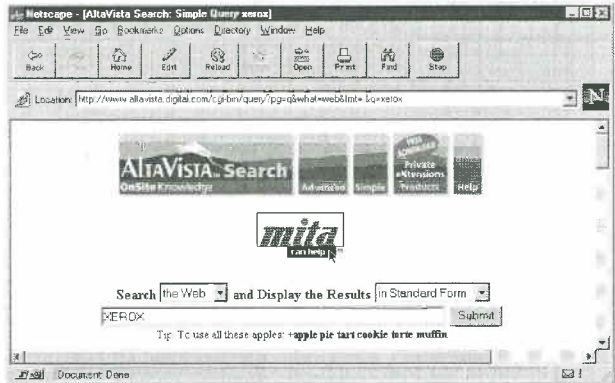 Netscape - [AltaVista Search: Simple Query xerox]
File Edit View Go Bookmarks Options Directory Window Help
Back Home Edit Reload Open Print Find Stop
Location: http://www.altavista.digital.com/cgi-bin/query?pg=q&what=web&fmt=.&q=xerox
N
ALTAVISTA Search
OnSite Knowledge
Advanced Simple Private eXtensions Products Help
mita
can help
Search the Web and Display the Results in Standard Form
XEROX Submit
Tip: To use all these apples: +apple pie tart cookie torte muffin
Document: Done